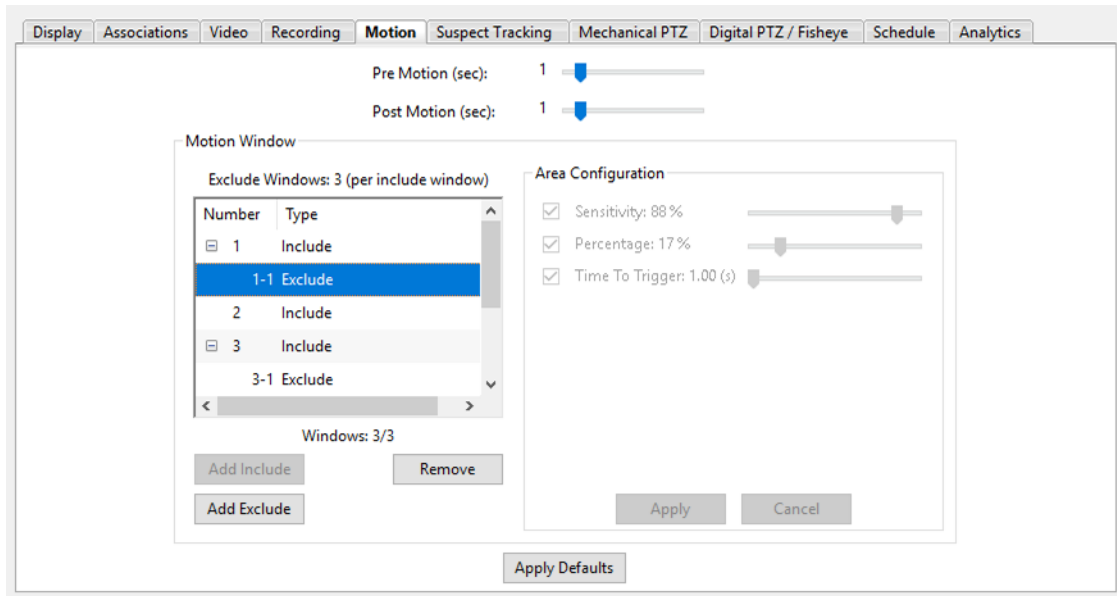 Display Associations Video Recording Motion Suspect Tracking Mechanical PTZ Digital PTZ / Fisheye Schedule Analytics
Pre Motion (sec): 1
Post Motion (sec): 1
Motion Window
Exclude Windows: 3 (per include window)
Number Type
1 Include
1-1 Exclude
2 Include
3 Include
3-1 Exclude
Windows: 3/3
Add Include Remove
Add Exclude
Area Configuration
Sensitivity: 88 %
Percentage: 17 %
Time To Trigger: 1.00 (s)
Apply Cancel
Apply Defaults